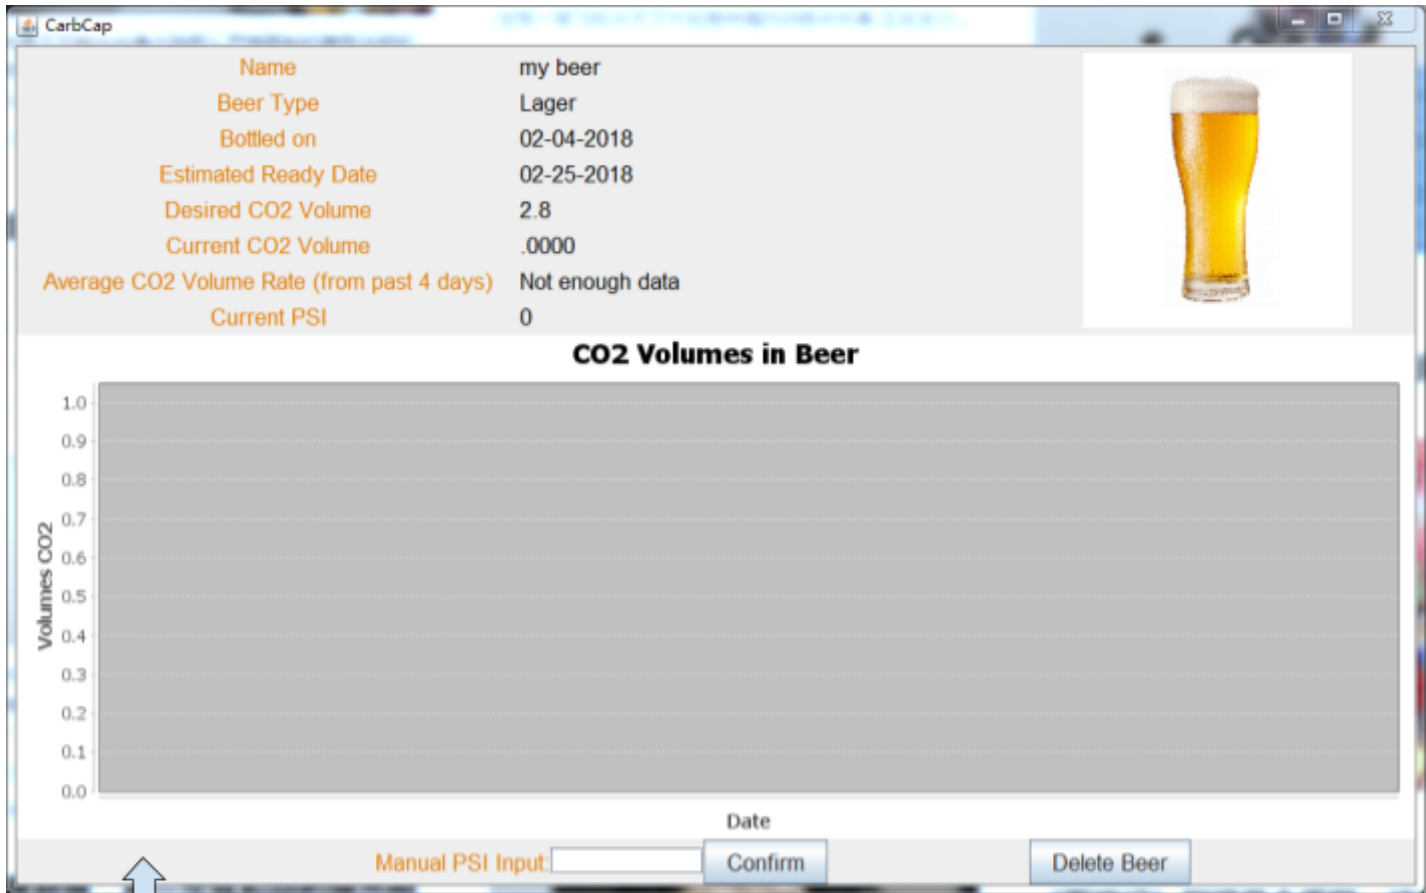 CarbCap
Name my beer
Beer Type Lager
Bottled on 02-04-2018
Estimated Ready Date 02-25-2018
Desired CO2 Volume 2.8
Current CO2 Volume .0000
Average CO2 Volume Rate (from past 4 days) Not enough data
Current PSI 0
CO2 Volumes in Beer
1.0
0.9
0.8
0.7
0.6
0.5
0.4
0.3
0.2
0.1
0.0
Volumes CO2
Date
Manual PSI Input: Confirm Delete Beer